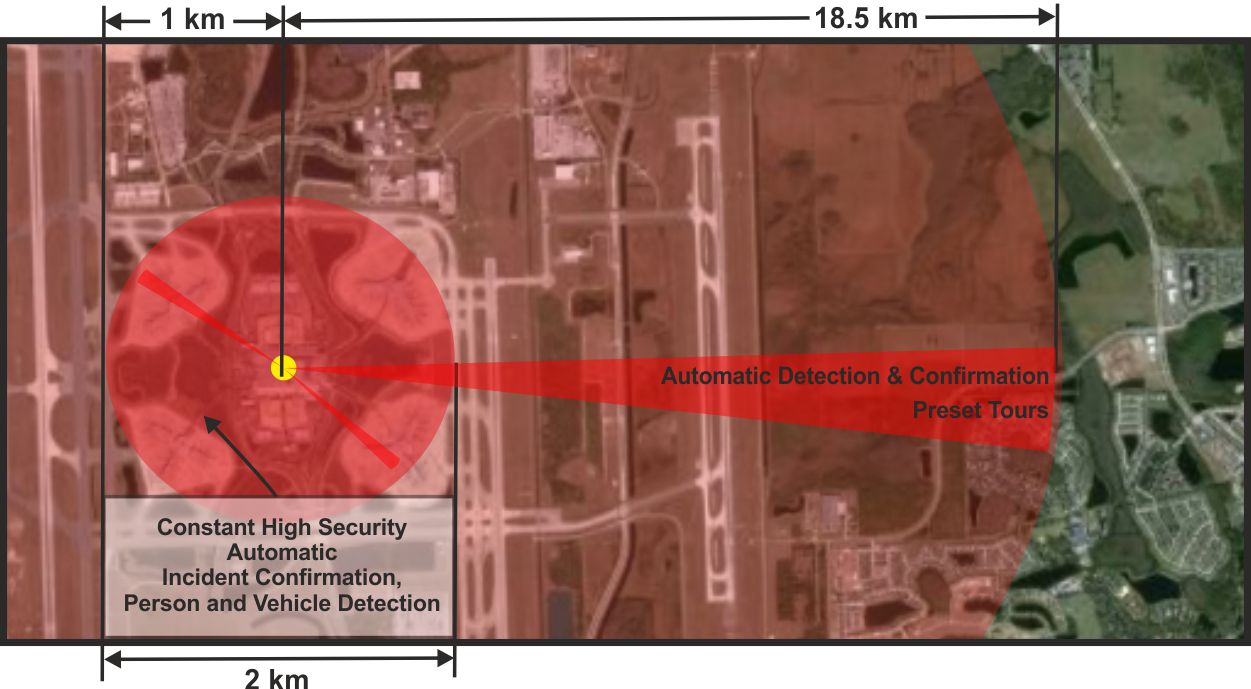 1 km
18.5 km
Automatic Detection & Confirmation
Preset Tours
Constant High Security
Automatic
Incident Confirmation,
Person and Vehicle Detection
2 km